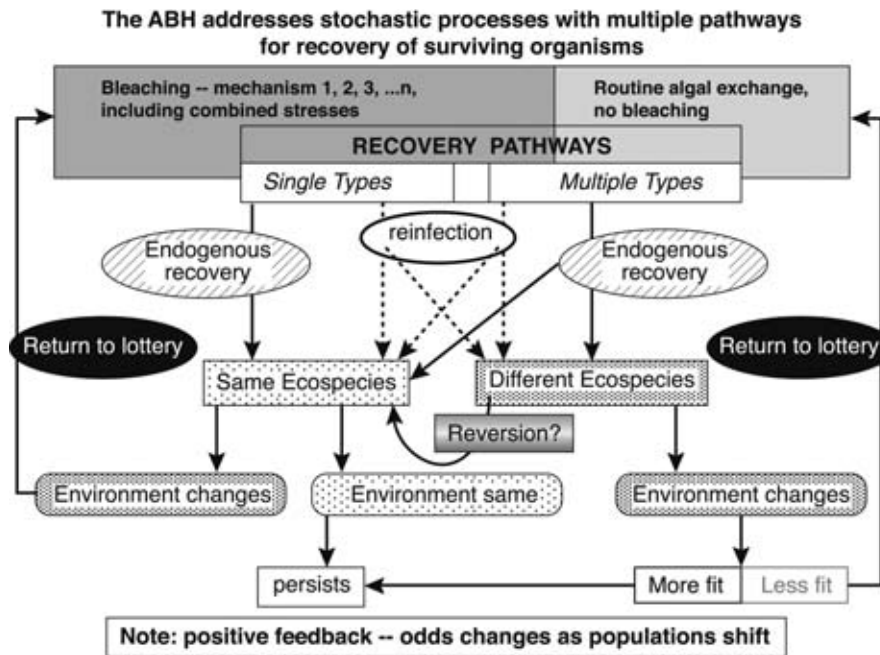 The ABH addresses stochastic processes with multiple pathways
for recovery of surviving organisms
Bleaching -- mechanism 1, 2, 3, ...n,
including combined stresses
Routine algal exchange,
no bleaching
RECOVERY PATHWAYS
Single Types
Multiple Types
reinfection
Endogenous
recovery
Endogenous
recovery
Return to lottery
Return to lottery
Same Ecospecies
Different Ecospecies
Reversion?
Environment changes
Environment same
Environment changes
persists
More fit
Less fit
Note: positive feedback -- odds changes as populations shift